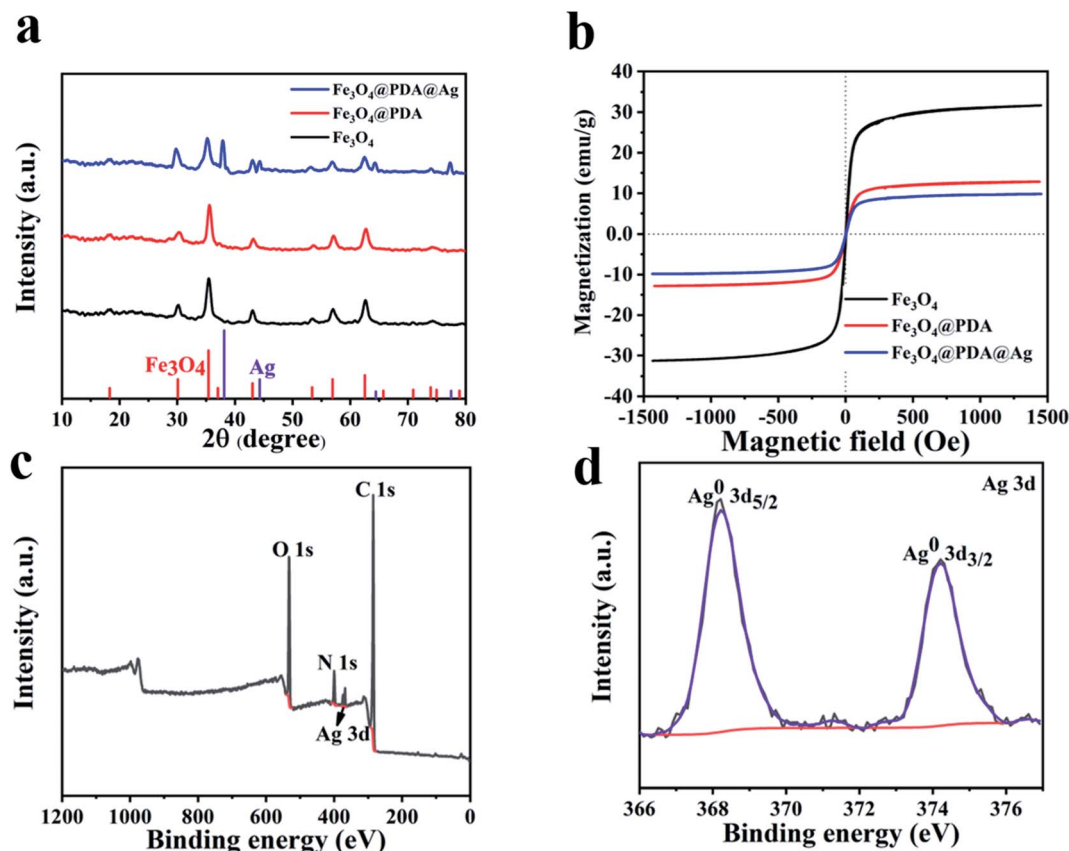 a
Fe₃O₄@PDA@Ag
Fe₃O₄@PDA
Fe₃O₄
Intensity (a.u.)
Fe₃O₄
Ag
10 20 30 40 50 60 70 80
2θ (degree)
b
Magnetization (emu/g)
40
30
20
10
0.0
-10
-20
-30
-40
Fe₃O₄
Fe₃O₄@PDA
Fe₃O₄@PDA@Ag
-1500 -1000 -500 0 500 1000 1500
Magnetic field (Oe)
c
Intensity (a.u.)
C 1s
O 1s
N 1s
Ag 3d
1200 1000 800 600 400 200 0
Binding energy (eV)
d
Intensity (a.u.)
Ag 3d
Ag⁰ 3d₅/₂
Ag⁰ 3d₃/₂
366 368 370 372 374 376
Binding energy (eV)